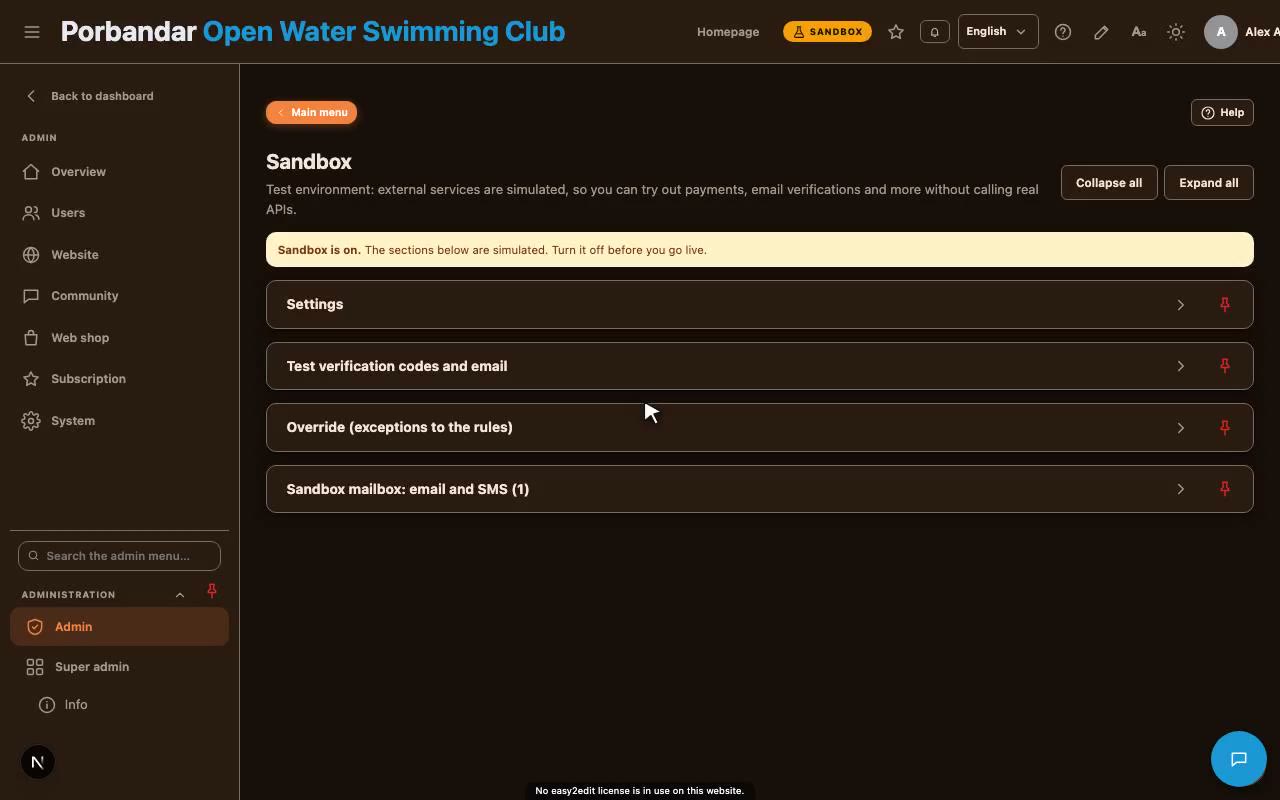 Porbandar Open Water Swimming Club
Homepage
SANDBOX
English
Aa
A
Alex A
Back to dashboard
ADMIN
Overview
Users
Website
Community
Web shop
Subscription
System
Search the admin menu...
ADMINISTRATION
Admin
Super admin
Info
N
Main menu
Help
Sandbox
Test environment: external services are simulated, so you can try out payments, email verifications and more without calling real
APIs.
Collapse all
Expand all
Sandbox is on. The sections below are simulated. Turn it off before you go live.
Settings
Test verification codes and email
Override (exceptions to the rules)
Sandbox mailbox: email and SMS (1)
No easy2edit license is in use on this website.